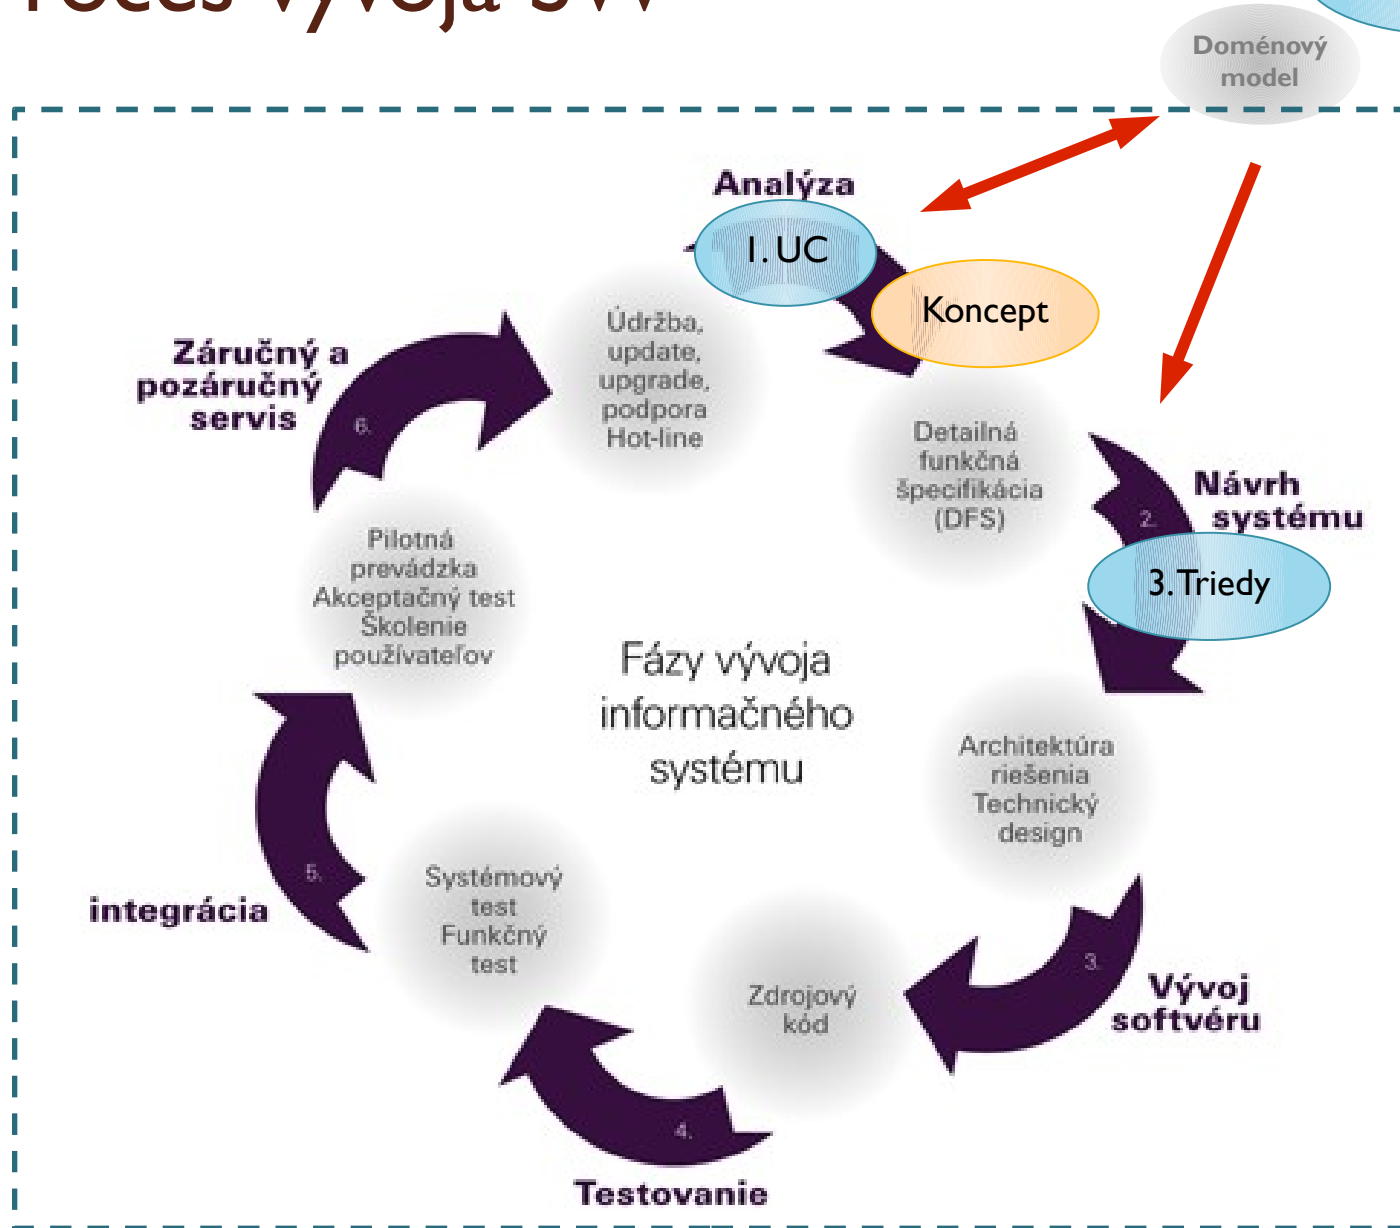 Doménový
model
Analýza
1. UC
Koncept
Údržba,
update,
upgrade,
podpora
Hot-line
Záručný a
pozáručný
servis
6.
Detailná
funkčná
špecifikácia
(DFS)
Návrh
systému
2.
3. Triedy
Pilotná
prevádzka
Akceptačný test
Školenie
používateľov
Fázy vývoja
informačného
systému
Architektúra
riešenia
Technický
design
5.
integrácia
Systémový
test
Funkčný
test
Zdrojový
kód
3.
Vývoj
softvéru
4.
Testovanie